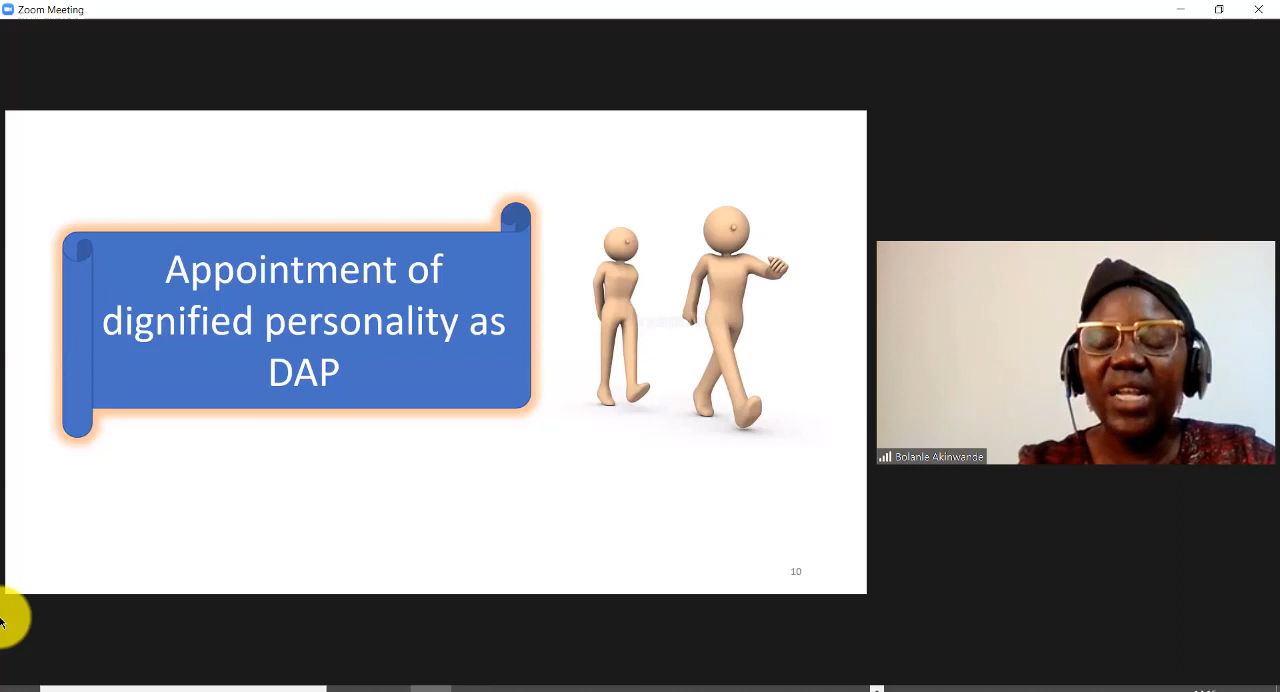 Zoom Meeting
Appointment of
dignified personality as
DAP
10
Bolanle Akinwande